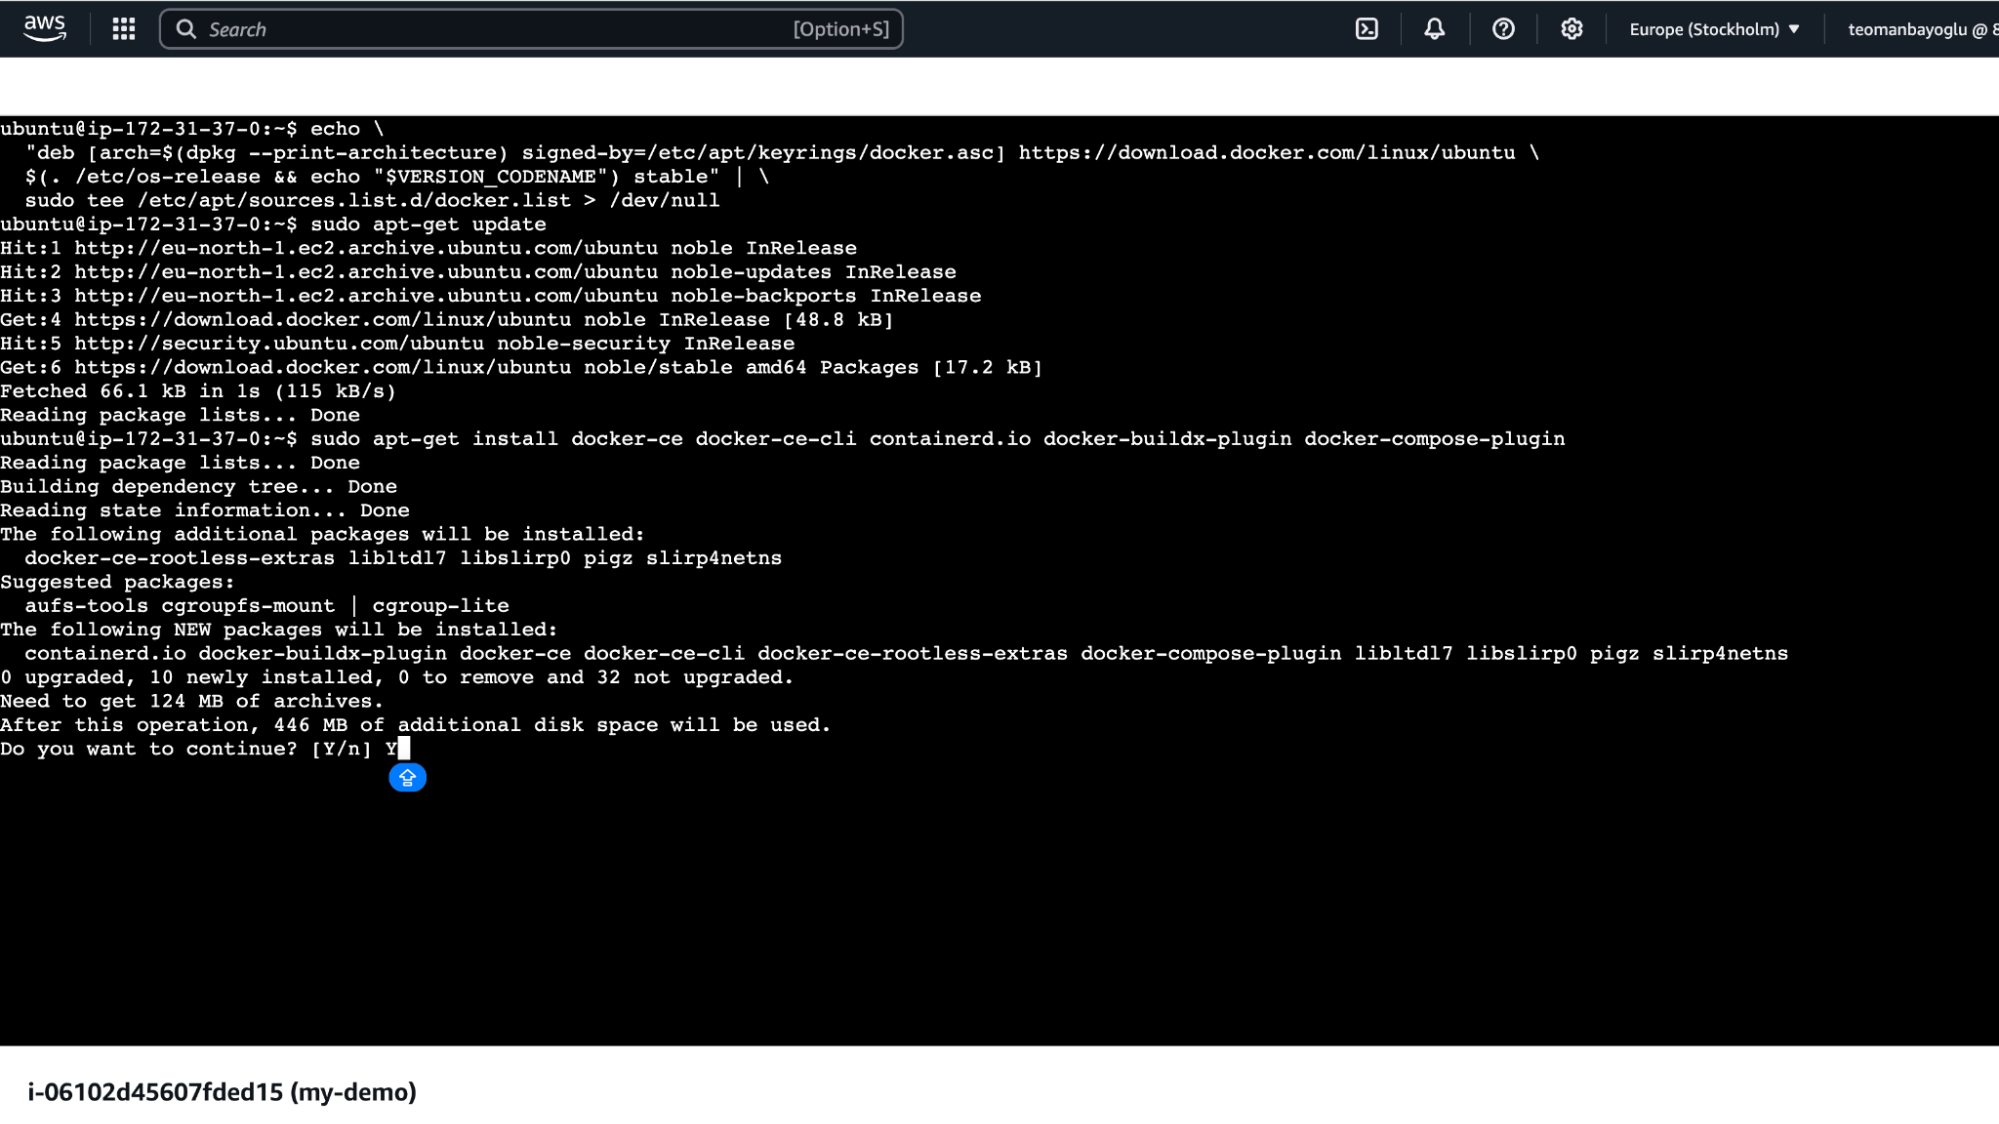 aws
Search [Option+S]
Europe (Stockholm) ▼
teomanbayoglu @ 8
ubuntu@ip-172-31-37-0:~$ echo \
  "deb [arch=$(dpkg --print-architecture) signed-by=/etc/apt/keyrings/docker.asc] https://download.docker.com/linux/ubuntu \
  $(. /etc/os-release && echo "$VERSION_CODENAME") stable" | \
  sudo tee /etc/apt/sources.list.d/docker.list > /dev/null
ubuntu@ip-172-31-37-0:~$ sudo apt-get update
Hit:1 http://eu-north-1.ec2.archive.ubuntu.com/ubuntu noble InRelease
Hit:2 http://eu-north-1.ec2.archive.ubuntu.com/ubuntu noble-updates InRelease
Hit:3 http://eu-north-1.ec2.archive.ubuntu.com/ubuntu noble-backports InRelease
Get:4 https://download.docker.com/linux/ubuntu noble InRelease [48.8 kB]
Hit:5 http://security.ubuntu.com/ubuntu noble-security InRelease
Get:6 https://download.docker.com/linux/ubuntu noble/stable amd64 Packages [17.2 kB]
Fetched 66.1 kB in 1s (115 kB/s)
Reading package lists... Done
ubuntu@ip-172-31-37-0:~$ sudo apt-get install docker-ce docker-ce-cli containerd.io docker-buildx-plugin docker-compose-plugin
Reading package lists... Done
Building dependency tree... Done
Reading state information... Done
The following additional packages will be installed:
  docker-ce-rootless-extras libltdl7 libslirp0 pigz slirp4netns
Suggested packages:
  aufs-tools cgroupfs-mount | cgroup-lite
The following NEW packages will be installed:
  containerd.io docker-buildx-plugin docker-ce docker-ce-cli docker-ce-rootless-extras docker-compose-plugin libltdl7 libslirp0 pigz slirp4netns
0 upgraded, 10 newly installed, 0 to remove and 32 not upgraded.
Need to get 124 MB of archives.
After this operation, 446 MB of additional disk space will be used.
Do you want to continue? [Y/n] Y
i-06102d45607fded15 (my-demo)